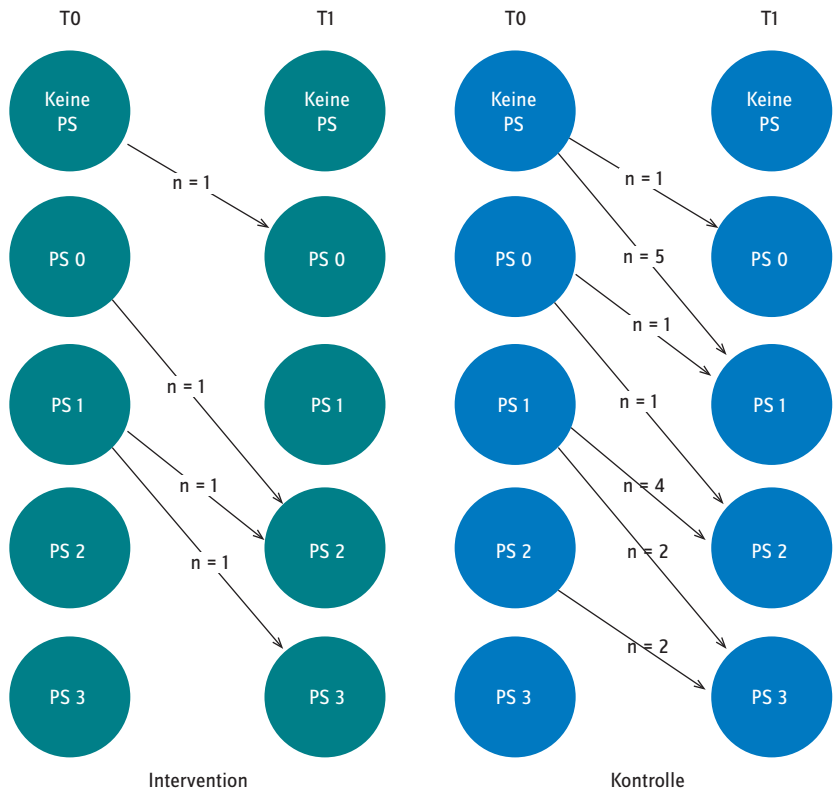 T0
T1
T0
T1
Keine
PS
Keine
PS
Keine
PS
Keine
PS
n = 1
n = 1
PS 0
PS 0
PS 0
PS 0
n = 5
n = 1
n = 1
n = 1
PS 1
PS 1
PS 1
PS 1
n = 1
n = 4
PS 2
PS 2
PS 2
PS 2
n = 1
n = 2
n = 2
PS 3
PS 3
PS 3
PS 3
Intervention
Kontrolle